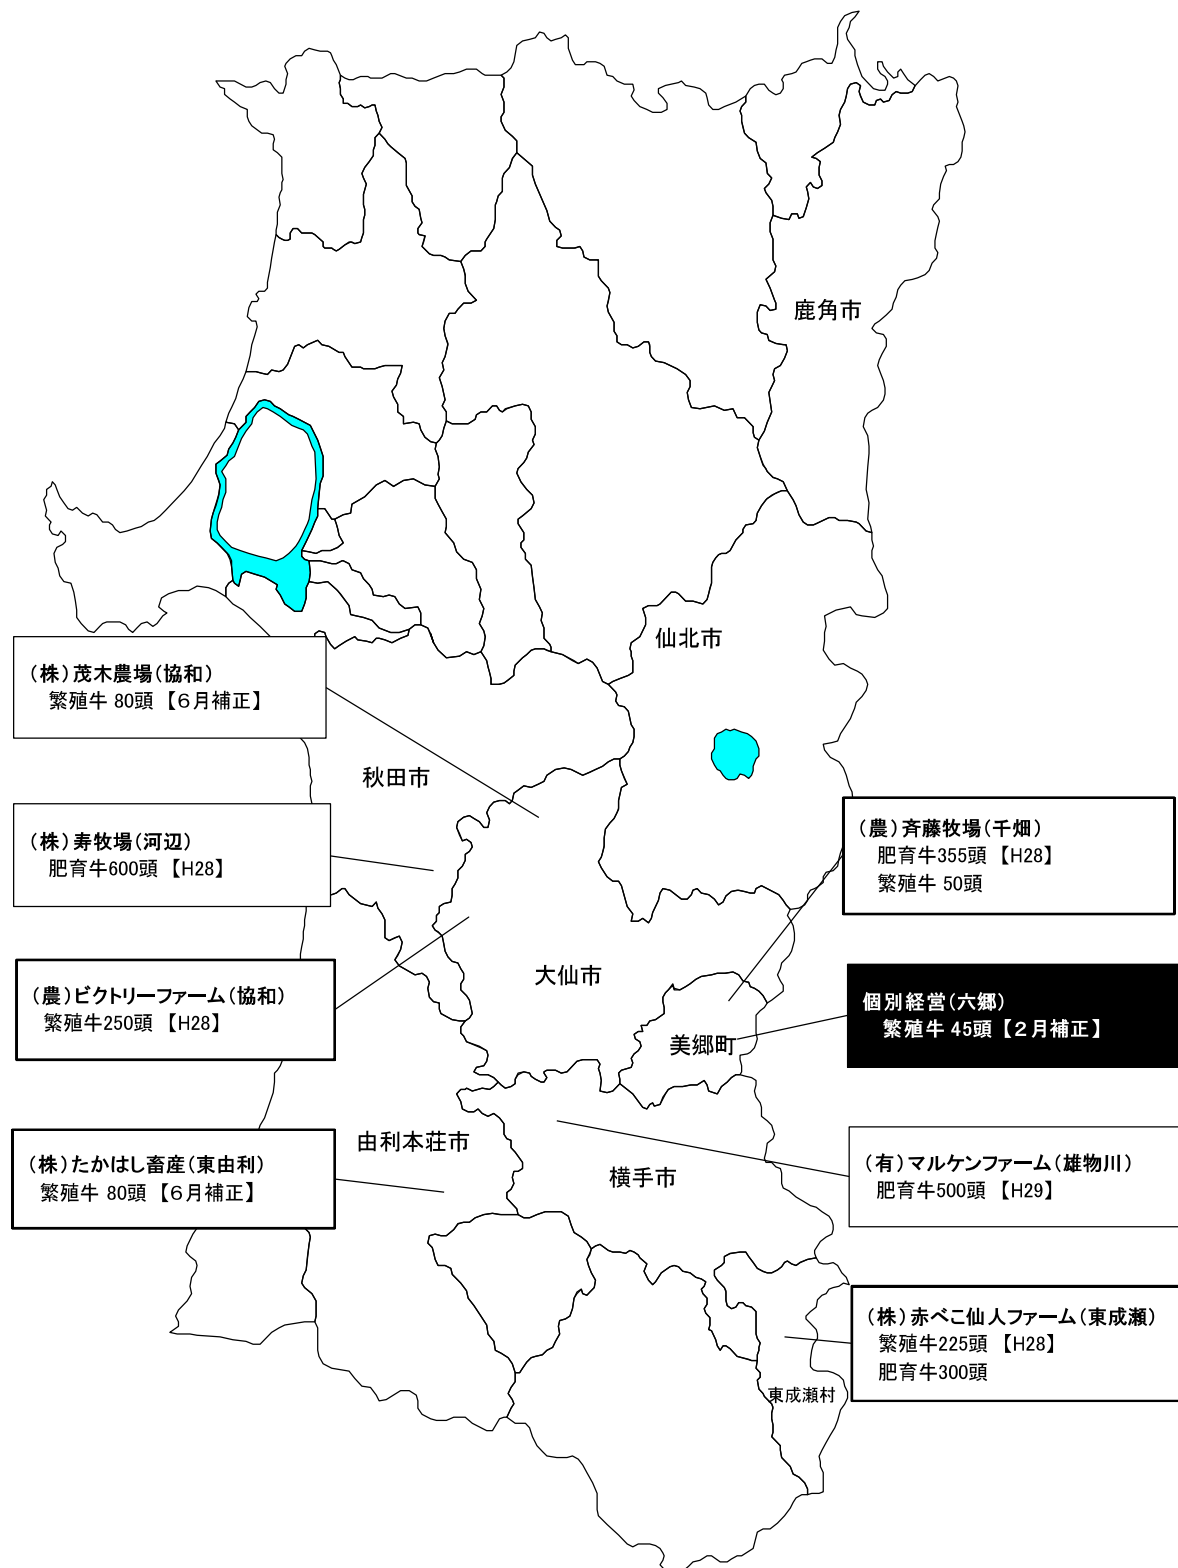 鹿角市
仙北市
(株)茂木農場(協和)
繁殖牛 80頭 【6月補正】
秋田市
(株)寿牧場(河辺)
肥育牛600頭 【H28】
(農)斉藤牧場(千畑)
肥育牛355頭 【H28】
繁殖牛 50頭
大仙市
(農)ビクトリーファーム(協和)
繁殖牛250頭 【H28】
個別経営(六郷)
繁殖牛 45頭 【2月補正】
美郷町
由利本荘市
(株)たかはし畜産(東由利)
繁殖牛 80頭 【6月補正】
横手市
(有)マルケンファーム(雄物川)
肥育牛500頭 【H29】
(株)赤べこ仙人ファーム(東成瀬)
繁殖牛225頭 【H28】
肥育牛300頭
東成瀬村